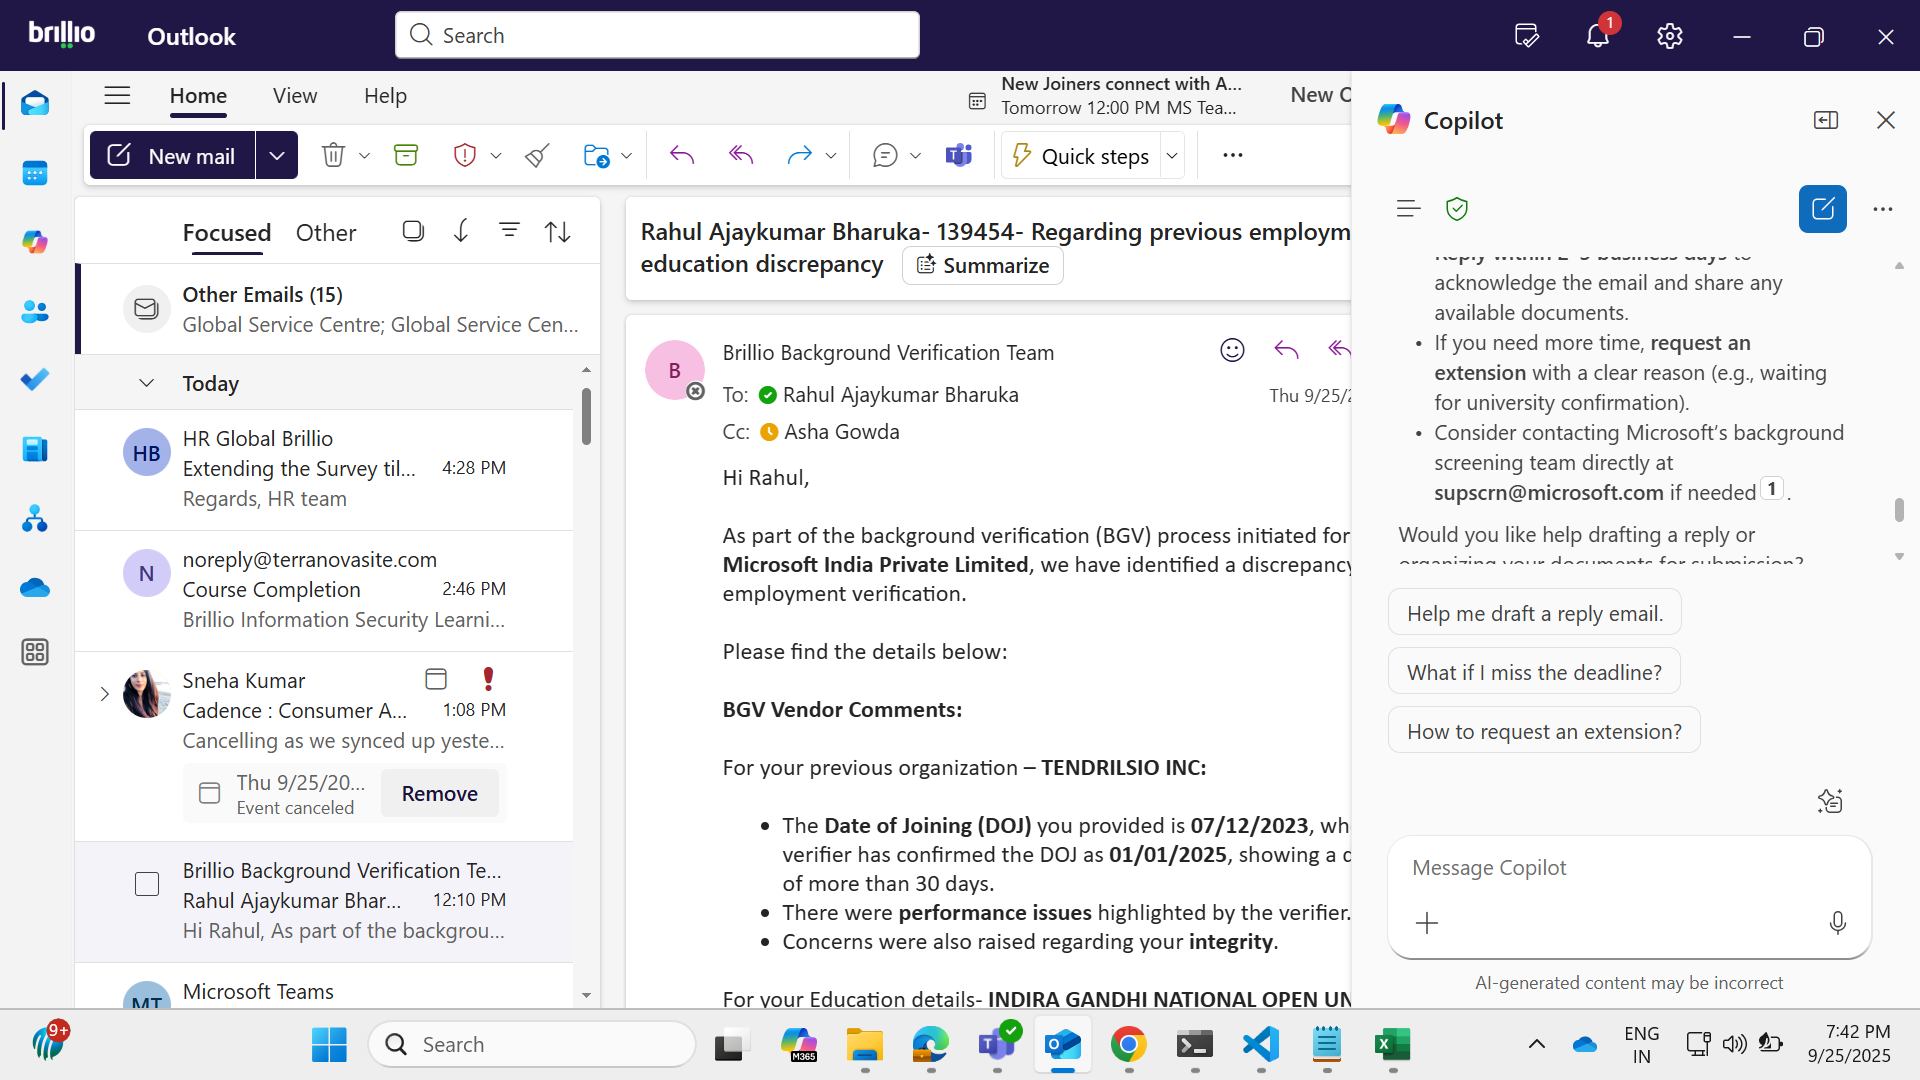 brillio
Outlook
Search
1
Home
View
Help
New Joiners connect with A...
Tomorrow 12:00 PM MS Tea...
New C
New mail
Quick steps
Focused
Other
Other Emails (15)
Global Service Centre; Global Service Cen...
Today
HB
HR Global Brillio
Extending the Survey til...
4:28 PM
Regards, HR team
N
noreply@terranovasite.com
Course Completion
2:46 PM
Brillio Information Security Learni...
Sneha Kumar
Cadence : Consumer A...
1:08 PM
Cancelling as we synced up yeste...
Thu 9/25/20...
Event canceled
Remove
Brillio Background Verification Te...
Rahul Ajaykumar Bhar...
12:10 PM
Hi Rahul, As part of the backgrou...
MT
Microsoft Teams
Rahul Ajaykumar Bharuka- 139454- Regarding previous employm
education discrepancy
Summarize
B
Brillio Background Verification Team
To: Rahul Ajaykumar Bharuka
Thu 9/25/2
Cc: Asha Gowda
Hi Rahul,
As part of the background verification (BGV) process initiated for
Microsoft India Private Limited, we have identified a discrepancy
employment verification.
Please find the details below:
BGV Vendor Comments:
For your previous organization – TENDRILSIO INC:
• The Date of Joining (DOJ) you provided is 07/12/2023, wh
verifier has confirmed the DOJ as 01/01/2025, showing a d
of more than 30 days.
• There were performance issues highlighted by the verifier.
• Concerns were also raised regarding your integrity.
For your Education details- INDIRA GANDHI NATIONAL OPEN UN
Copilot
Reply within 2–3 business days to
acknowledge the email and share any
available documents.
• If you need more time, request an
extension with a clear reason (e.g., waiting
for university confirmation).
• Consider contacting Microsoft’s background
screening team directly at
supscrn@microsoft.com if needed 1 .
Would you like help drafting a reply or
organizing your documents for submission?
Help me draft a reply email.
What if I miss the deadline?
How to request an extension?
Message Copilot
AI-generated content may be incorrect
9+
Search
M365
ENG
IN
7:42 PM
9/25/2025